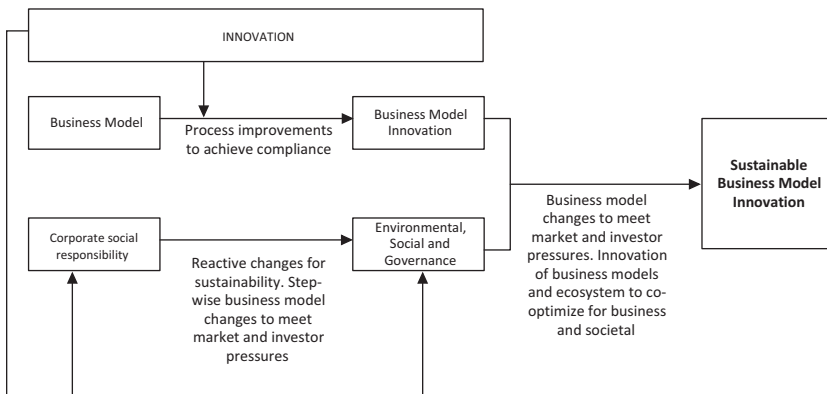 INNOVATION
Business Model
Process improvements
to achieve compliance
Business Model
Innovation
Sustainable
Business Model
Innovation
Corporate social
responsibility
Reactive changes for
sustainability. Step-
wise business model
changes to meet
market and investor
pressures
Environmental,
Social and
Governance
Business model
changes to meet
market and investor
pressures. Innovation
of business models
and ecosystem to co-
optimize for business
and societal